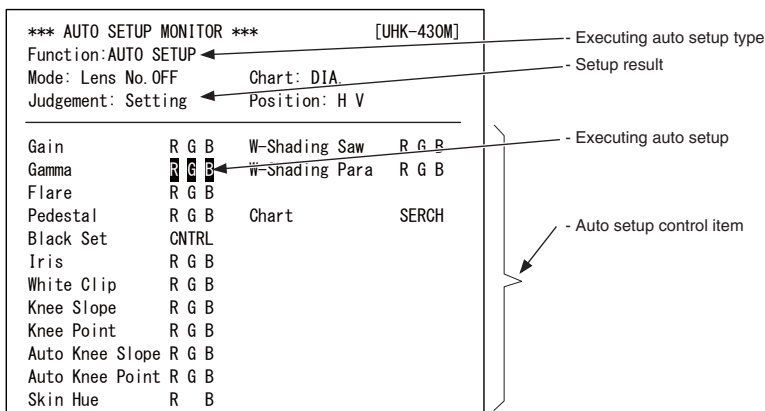 *** AUTO SETUP MONITOR *** [UHK-430M]
Function:AUTO SETUP
Mode: Lens No.OFF Chart: DIA.
Judgement: Setting Position: H V
Gain R G B W-Shading Saw R G B
Gamma R G B W-Shading Para R G B
Flare R G B
Pedestal R G B Chart SERCH
Black Set CNTRL
Iris R G B
White Clip R G B
Knee Slope R G B
Knee Point R G B
Auto Knee Slope R G B
Auto Knee Point R G B
Skin Hue R B
- Executing auto setup type
- Setup result
- Executing auto setup
- Auto setup control item